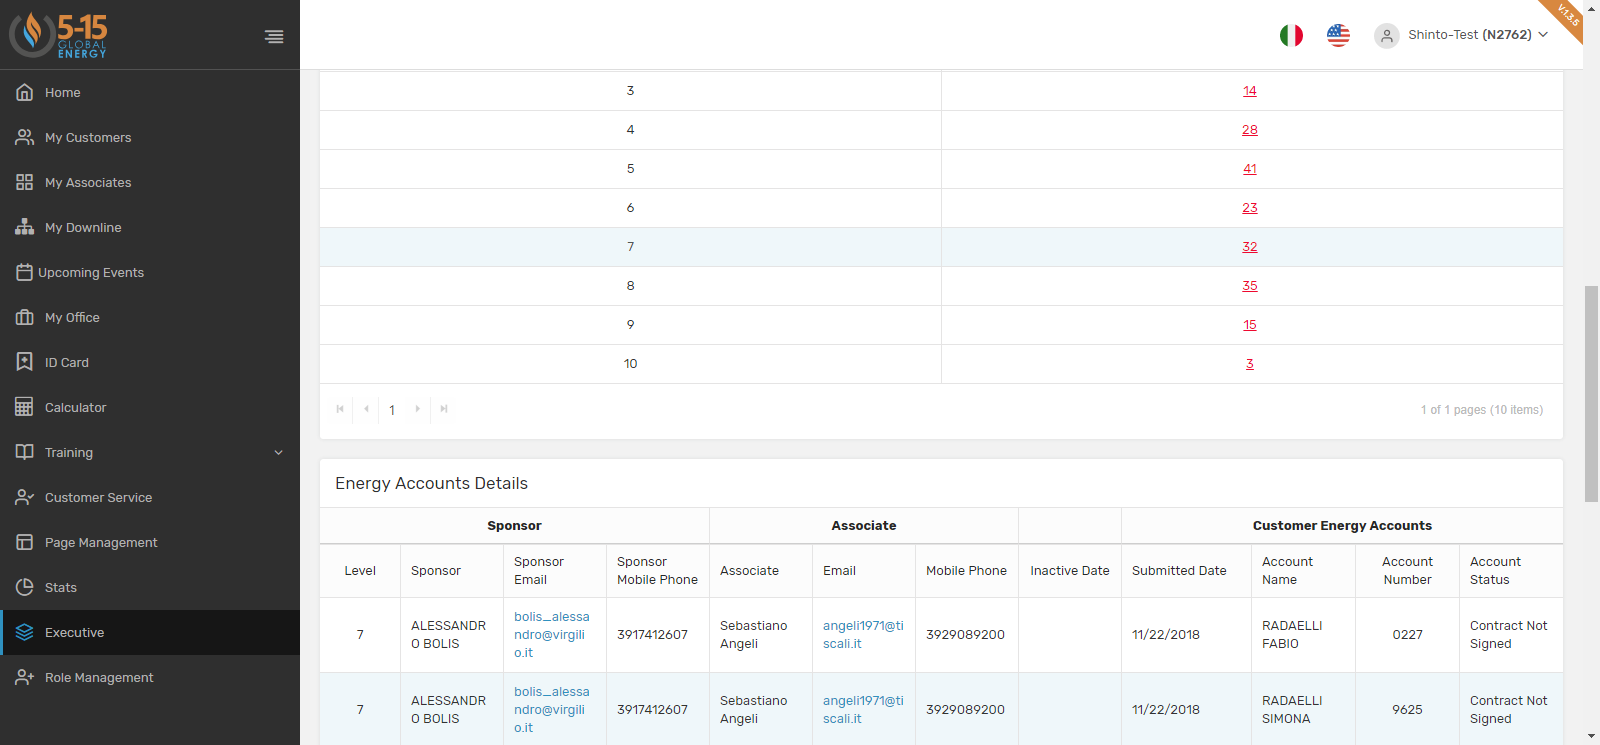 5-15
GLOBAL
ENERGY
Shinto-Test (N2762)
V.1.3.5
Home
My Customers
My Associates
My Downline
Upcoming Events
My Office
ID Card
Calculator
Training
Customer Service
Page Management
Stats
Executive
Role Management
3 14
4 28
5 41
6 23
7 32
8 35
9 15
10 3
1
1 of 1 pages (10 items)
Energy Accounts Details
Sponsor Associate Customer Energy Accounts
Level Sponsor Sponsor Email Sponsor Mobile Phone Associate Email Mobile Phone Inactive Date Submitted Date Account Name Account Number Account Status
7 ALESSANDRO BOLIS bolis_alessandro@virgilio.it 3917412607 Sebastiano Angeli angeli1971@tiscali.it 3929089200 11/22/2018 RADAELLI FABIO 0227 Contract Not Signed
7 ALESSANDRO BOLIS bolis_alessandro@virgilio.it 3917412607 Sebastiano Angeli angeli1971@tiscali.it 3929089200 11/22/2018 RADAELLI SIMONA 9625 Contract Not Signed